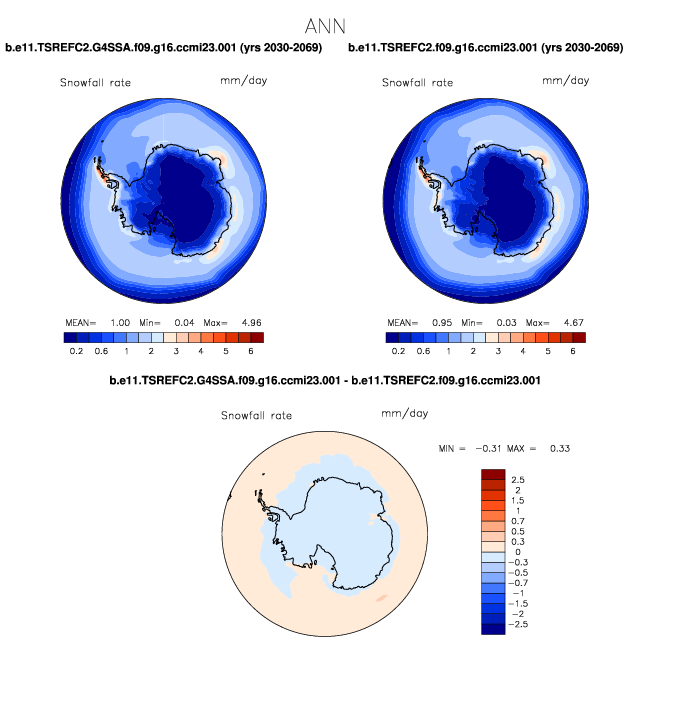 ANN
b.e11.TSREFC2.G4SSA.f09.g16.ccmi23.001 (yrs 2030-2069)
b.e11.TSREFC2.f09.g16.ccmi23.001 (yrs 2030-2069)
Snowfall rate mm/day
Snowfall rate mm/day
MEAN= 1.00 Min= 0.04 Max= 4.96
0.2 0.6 1 2 3 4 5 6
MEAN= 0.95 Min= 0.03 Max= 4.67
0.2 0.6 1 2 3 4 5 6
b.e11.TSREFC2.G4SSA.f09.g16.ccmi23.001 - b.e11.TSREFC2.f09.g16.ccmi23.001
Snowfall rate mm/day
MIN = -0.31 MAX = 0.33
2.5
2
1.5
1
0.7
0.5
0.3
0
-0.3
-0.5
-0.7
-1
-1.5
-2
-2.5